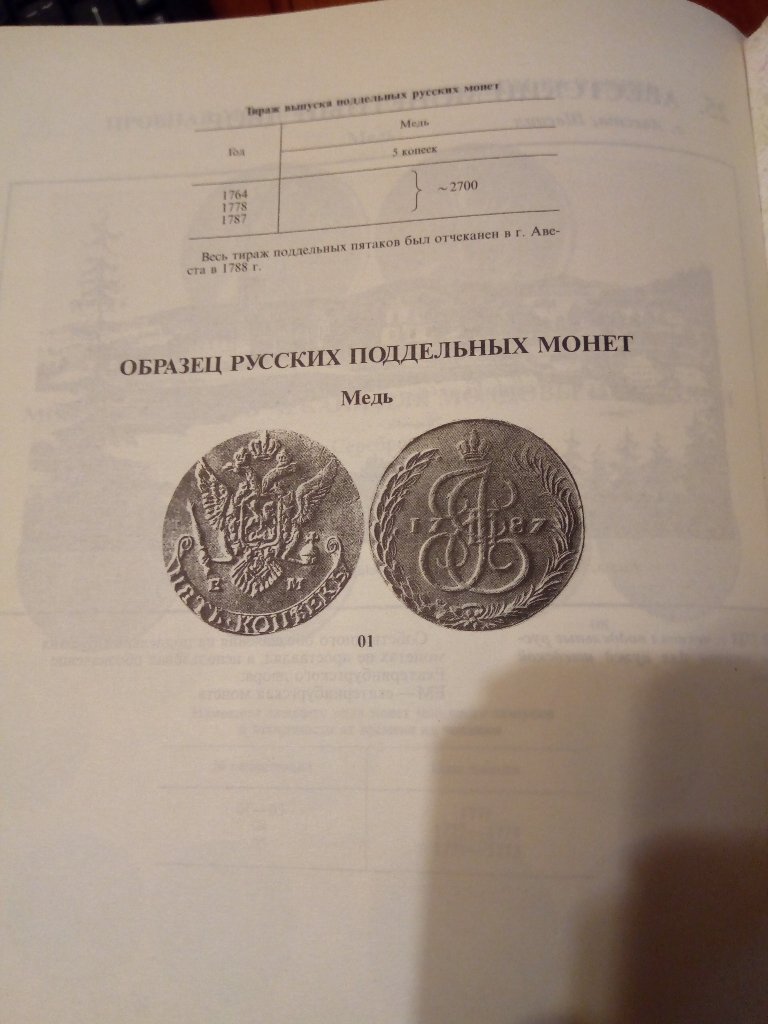 Тираж выпуска поддельных русских монет
Год
Медь
5 копеек
1764
1778
1787
~2700
Весь тираж поддельных пятаков был отчеканен в г. Аве-
ста в 1788 г.
ОБРАЗЕЦ РУССКИХ ПОДДЕЛЬНЫХ МОНЕТ
Медь
Е М
ПЯТЬ КОПѢЕКЪ
17 87
01